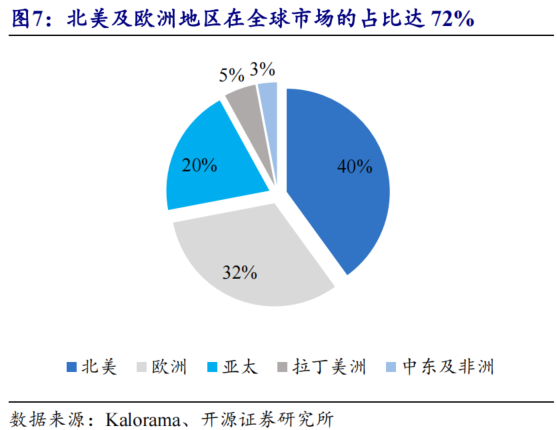 图7：北美及欧洲地区在全球市场的占比达 72%
5%
3%
20%
40%
32%
北美 欧洲 亚太 拉丁美洲 中东及非洲
数据来源：Kalorama、开源证券研究所